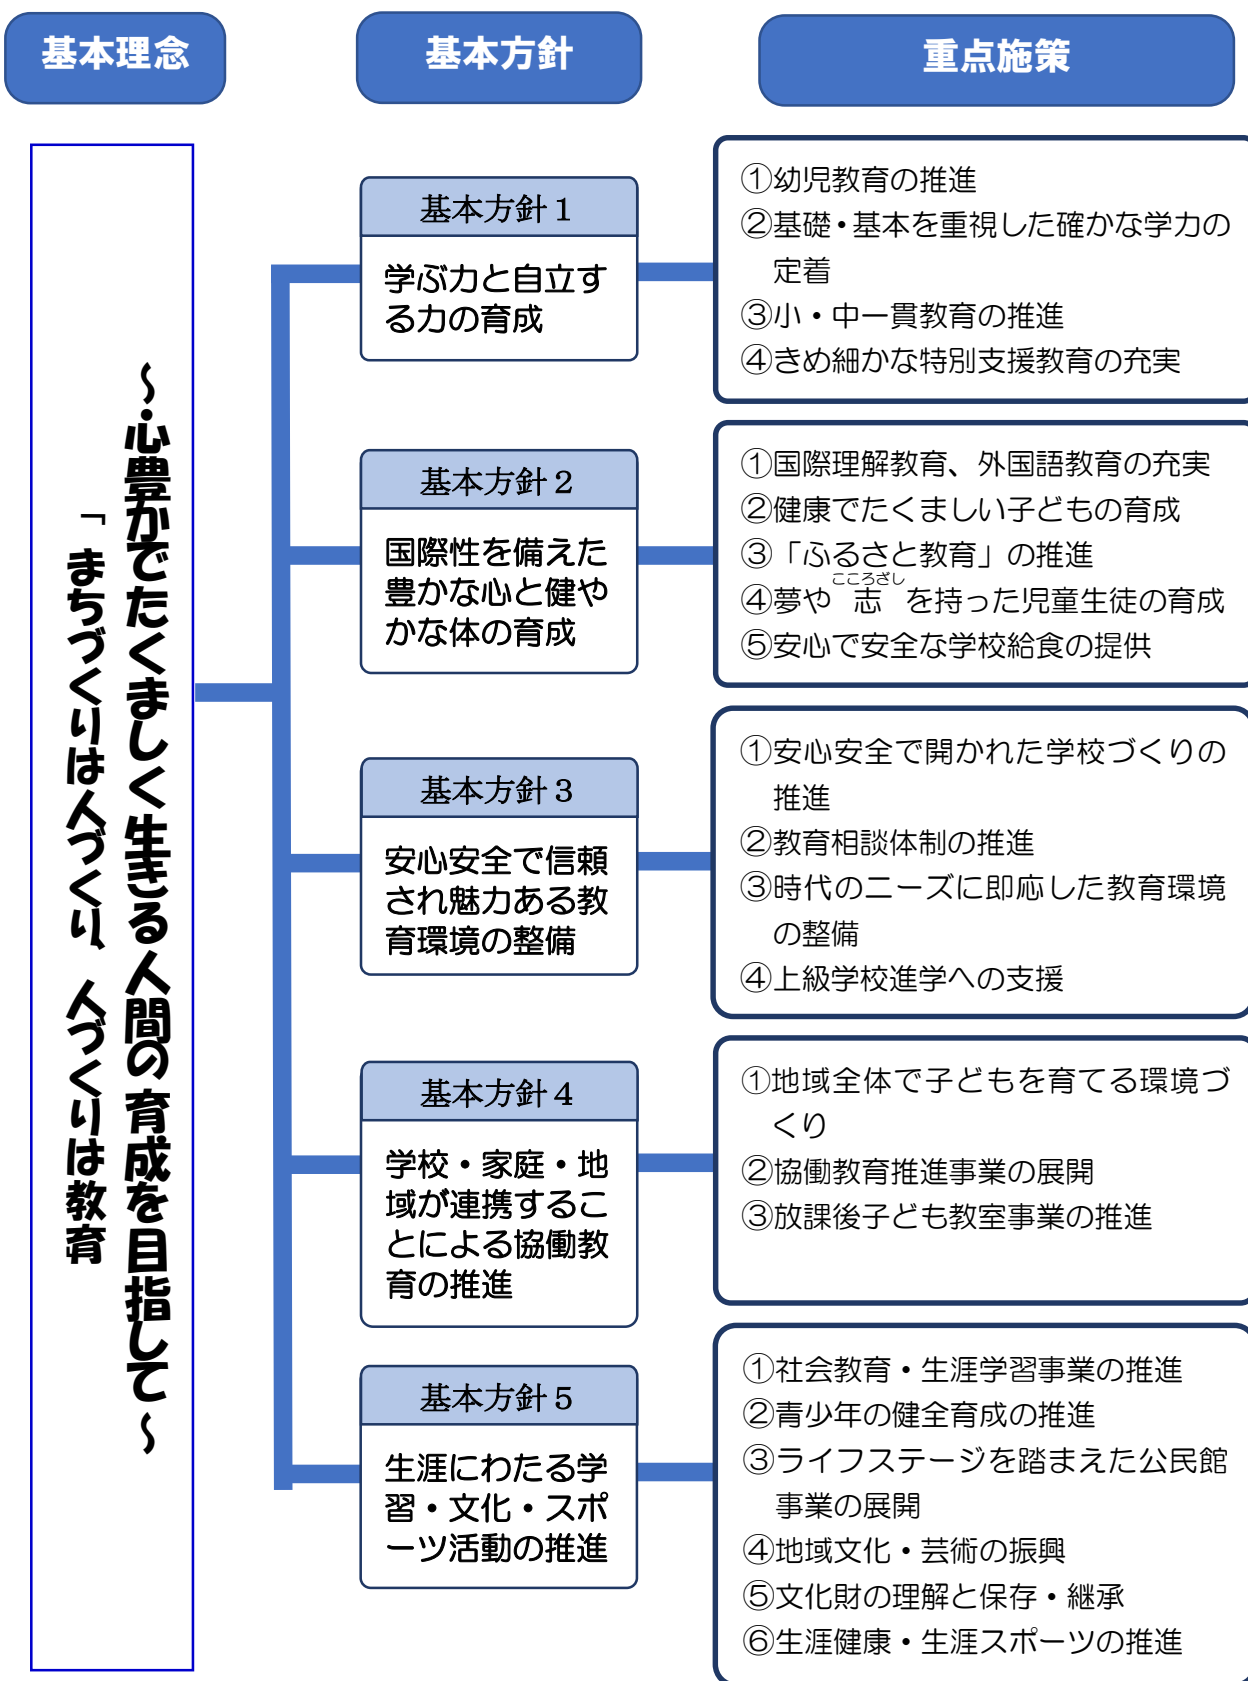 基本理念
基本方針
重点施策
~心豊かでたくましく生きる人間の育成を目指して~
「まちづくりは人づくり、人づくりは教育
基本方針1
学ぶ力と自立す
る力の育成
①幼児教育の推進
②基礎・基本を重視した確かな学力の
定着
③小・中一貫教育の推進
④きめ細かな特別支援教育の充実
基本方針2
国際性を備えた
豊かな心と健や
かな体の育成
①国際理解教育、外国語教育の充実
②健康でたくましい子どもの育成
③「ふるさと教育」の推進
こころざし
④夢や志を持った児童生徒の育成
⑤安心で安全な学校給食の提供
基本方針3
安心安全で信頼
され魅力ある教
育環境の整備
①安心安全で開かれた学校づくりの
推進
②教育相談体制の推進
③時代のニーズに即応した教育環境
の整備
④上級学校進学への支援
基本方針4
学校・家庭・地
域が連携するこ
とによる協働教
育の推進
①地域全体で子どもを育てる環境づ
くり
②協働教育推進事業の展開
③放課後子ども教室事業の推進
基本方針5
生涯にわたる学
習・文化・スポ
ーツ活動の推進
①社会教育・生涯学習事業の推進
②青少年の健全育成の推進
③ライフステージを踏まえた公民館
事業の展開
④地域文化・芸術の振興
⑤文化財の理解と保存・継承
⑥生涯健康・生涯スポーツの推進